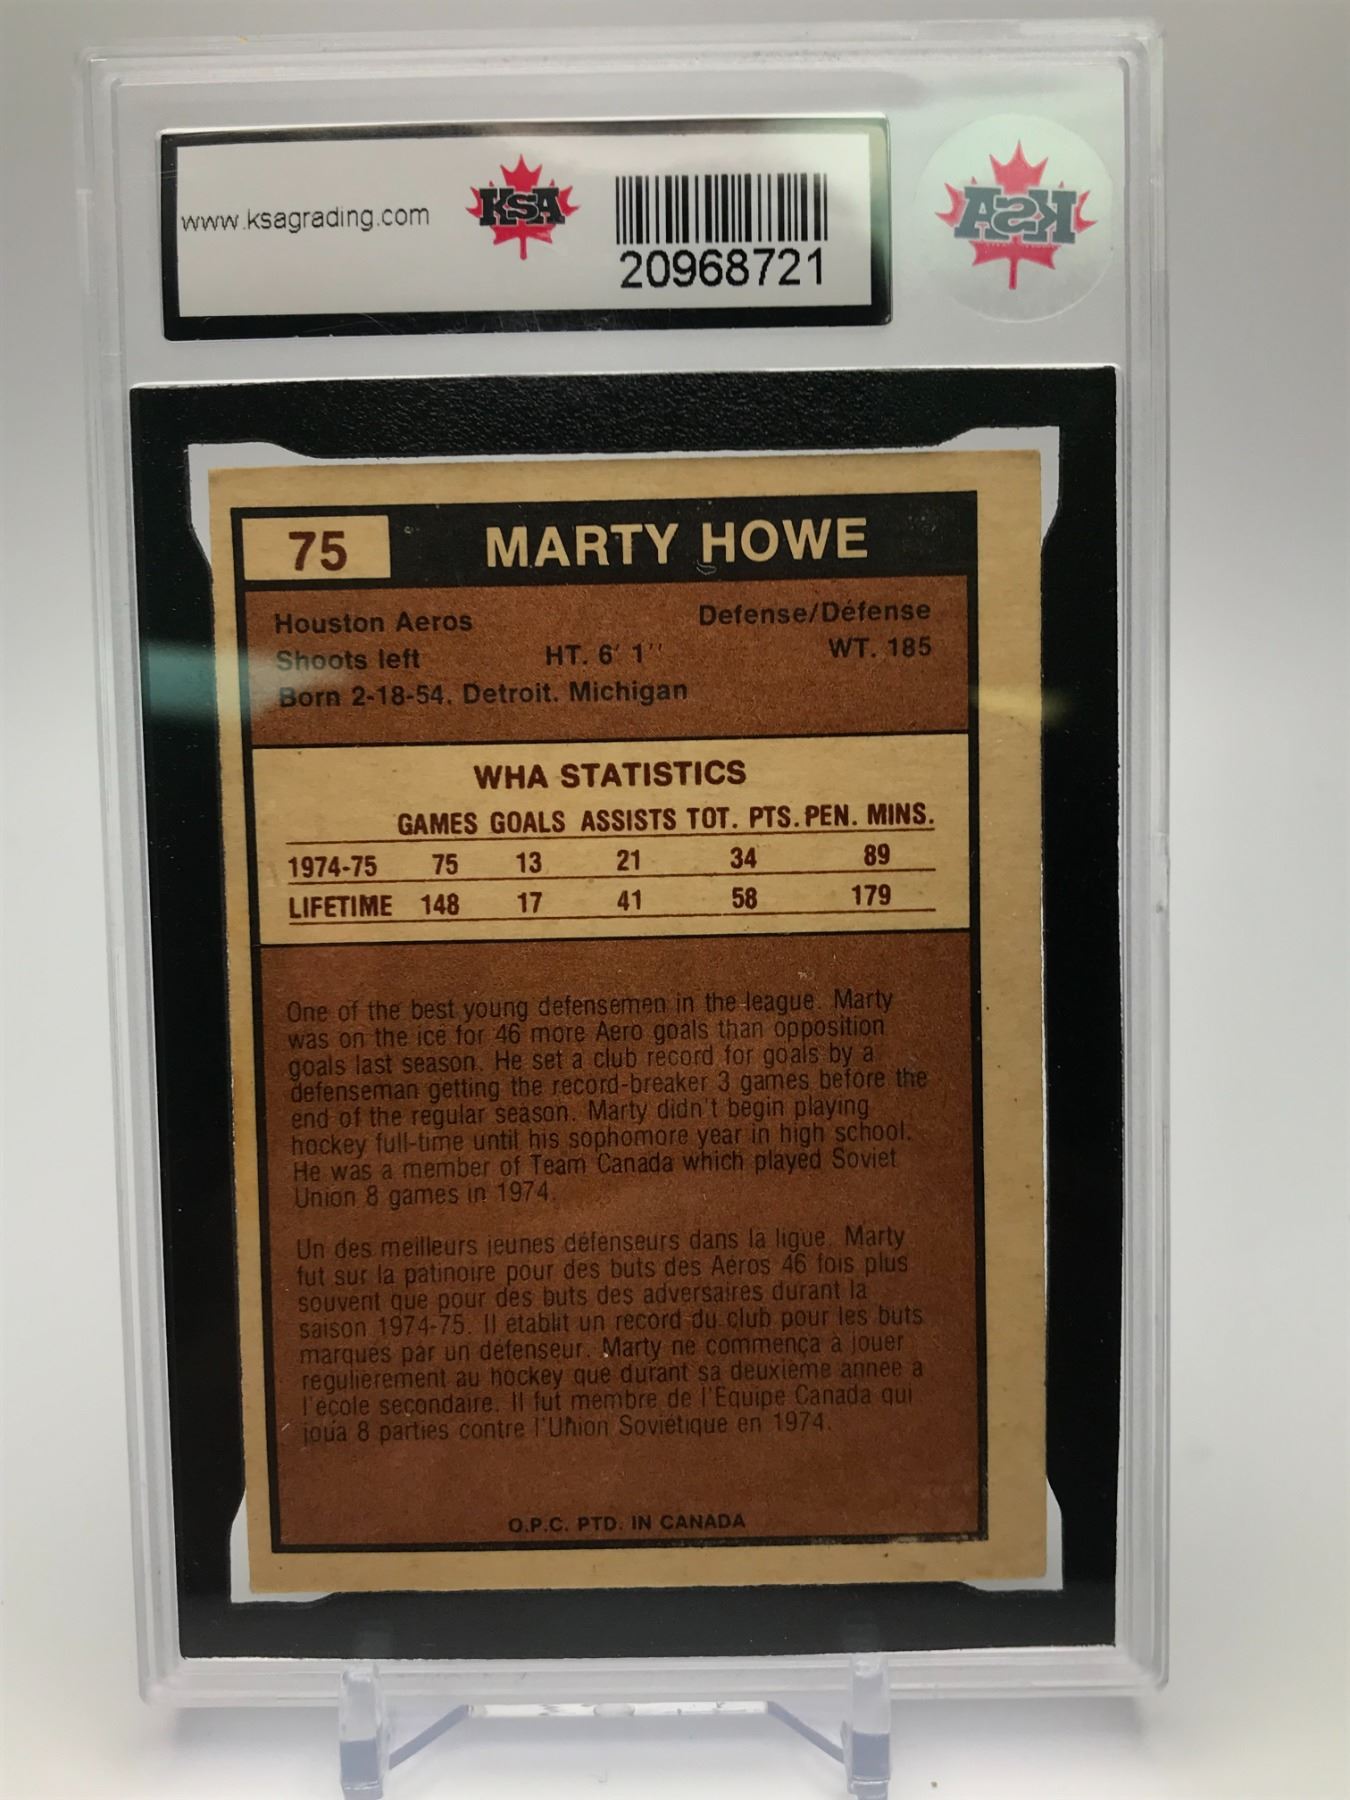 www.ksagrading.com
KSA
20968721
KSA
75 MARTY HOWE
Houston Aeros Defense/Défense
Shoots left HT. 6' 1'' WT. 185
Born 2-18-54. Detroit. Michigan
WHA STATISTICS
GAMES GOALS ASSISTS TOT. PTS. PEN. MINS.
1974-75 75 13 21 34 89
LIFETIME 148 17 41 58 179
One of the best young defensemen in the league. Marty
was on the ice for 46 more Aero goals than opposition
goals last season. He set a club record for goals by a
defenseman getting the record-breaker 3 games before the
end of the regular season. Marty didn't begin playing
hockey full-time until his sophomore year in high school.
He was a member of Team Canada which played Soviet
Union 8 games in 1974.
Un des meilleurs jeunes défenseurs dans la ligue. Marty
fut sur la patinoire pour des buts des Aéros 46 fois plus
souvent que pour des buts des adversaires durant la
saison 1974-75. Il établit un record du club pour les buts
marqués par un défenseur. Marty ne commença à jouer
régulièrement au hockey que durant sa deuxième année à
l'école secondaire. Il fut membre de l'Equipe Canada qui
joua 8 parties contre l'Union Soviétique en 1974.
O.P.C. PTD. IN CANADA